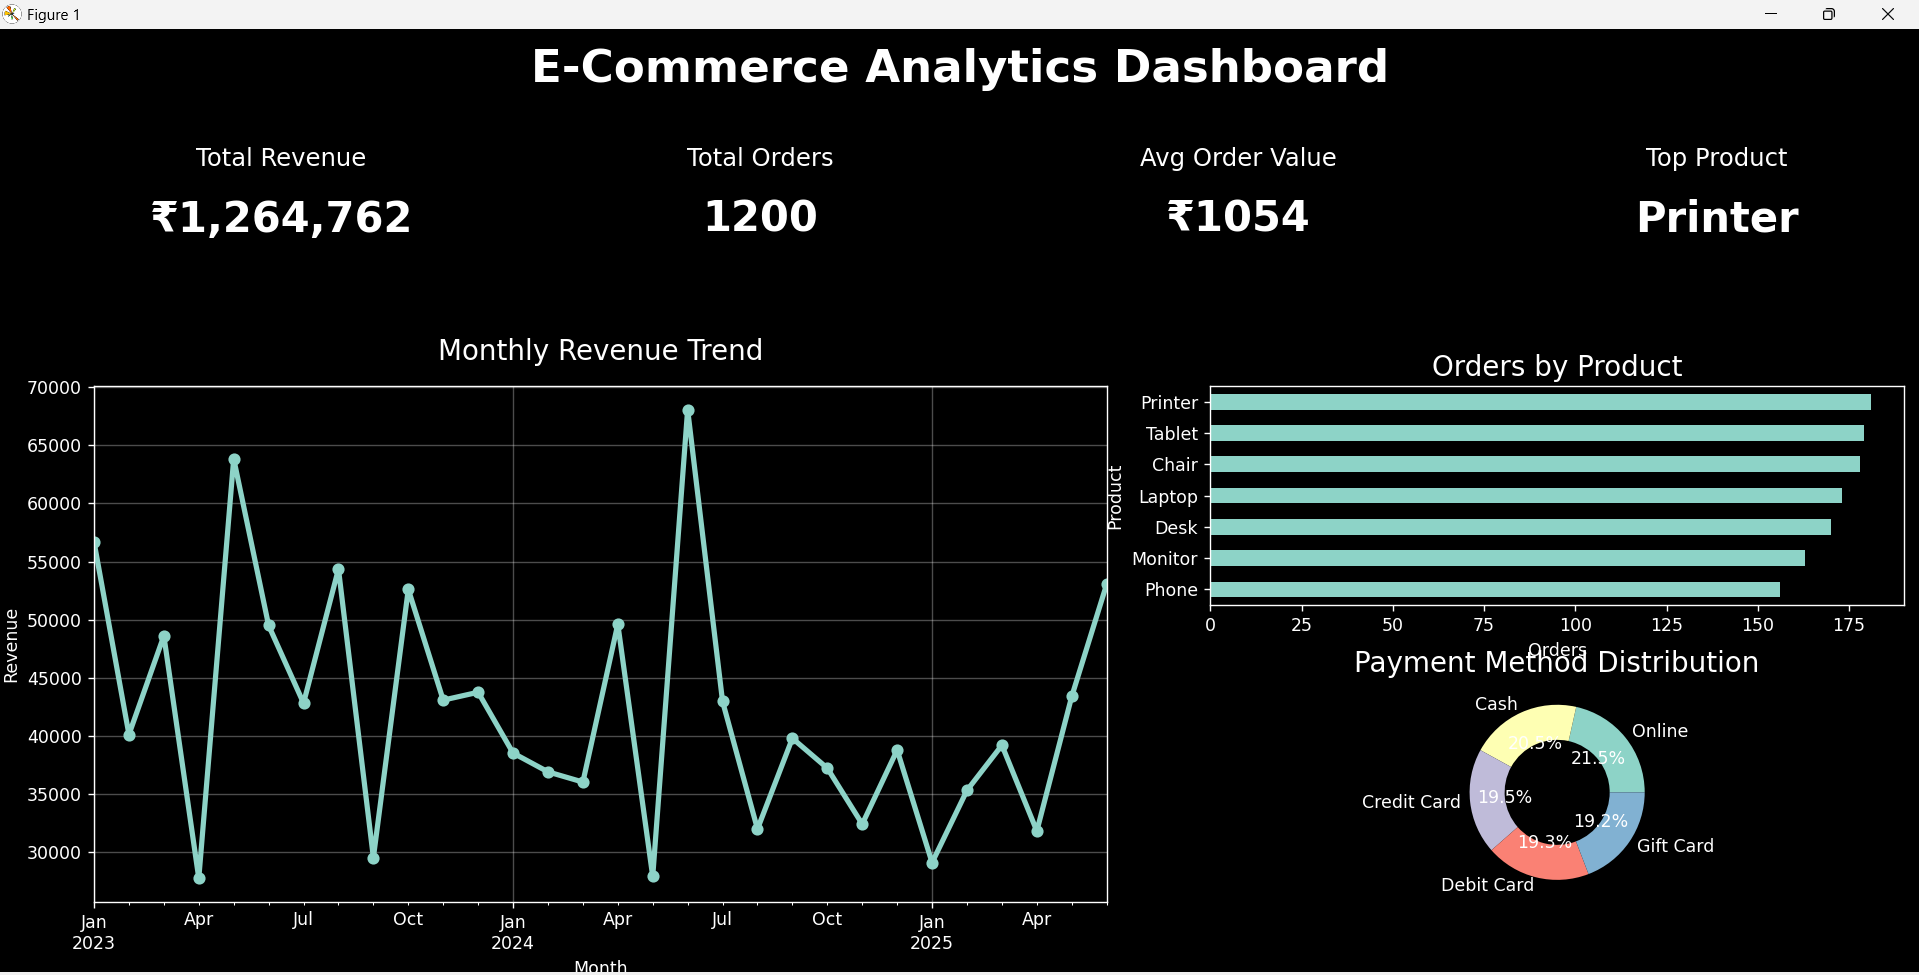 Figure 1
E-Commerce Analytics Dashboard
Total Revenue
₹1,264,762
Total Orders
1200
Avg Order Value
₹1054
Top Product
Printer
Monthly Revenue Trend
70000
65000
60000
55000
50000
45000
40000
35000
30000
Revenue
Jan
2023
Apr
Jul
Oct
Jan
2024
Apr
Jul
Oct
Jan
2025
Apr
Month
Orders by Product
Product
Printer
Tablet
Chair
Laptop
Desk
Monitor
Phone
0 25 50 75 100 125 150 175
Orders
Payment Method Distribution
Cash
20.5%
Online
21.5%
Credit Card
19.5%
19.2%
Gift Card
19.3%
Debit Card